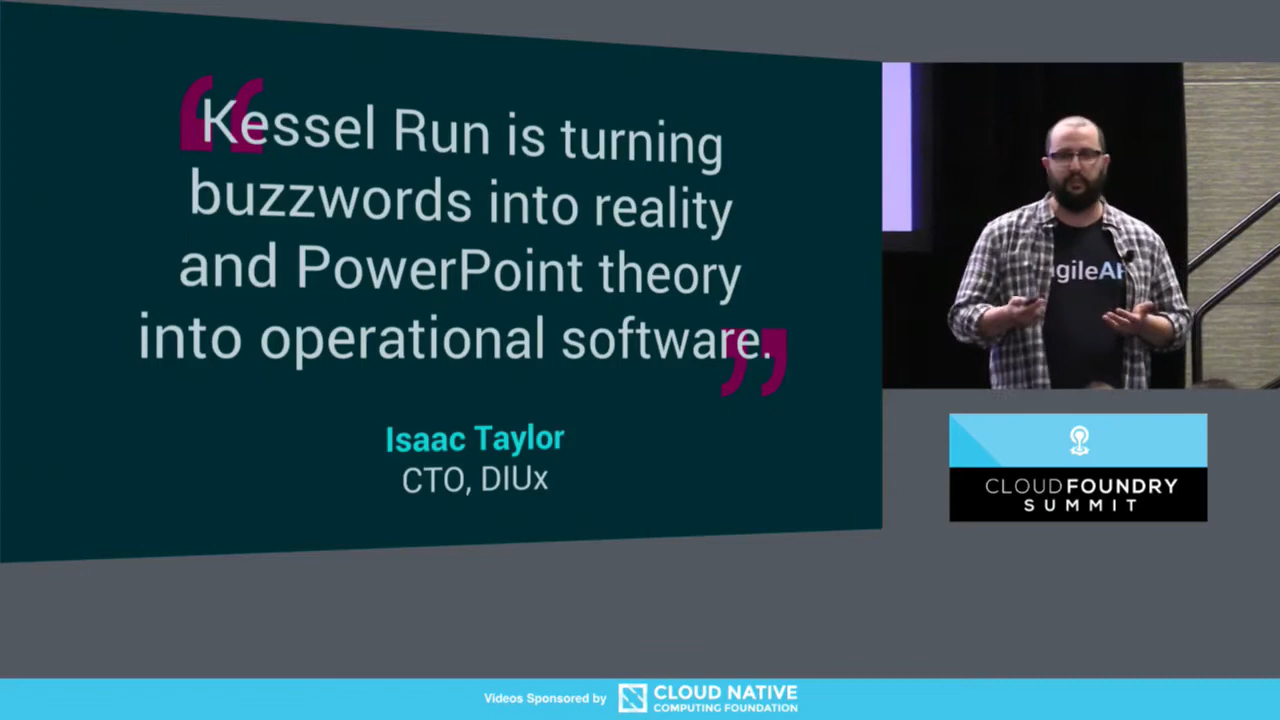 Kessel Run is turning
buzzwords into reality
and PowerPoint theory
into operational software.
Isaac Taylor
CTO, DIUx
CLOUD FOUNDRY
SUMMIT
Videos Sponsored by
CLOUD NATIVE
COMPUTING FOUNDATION